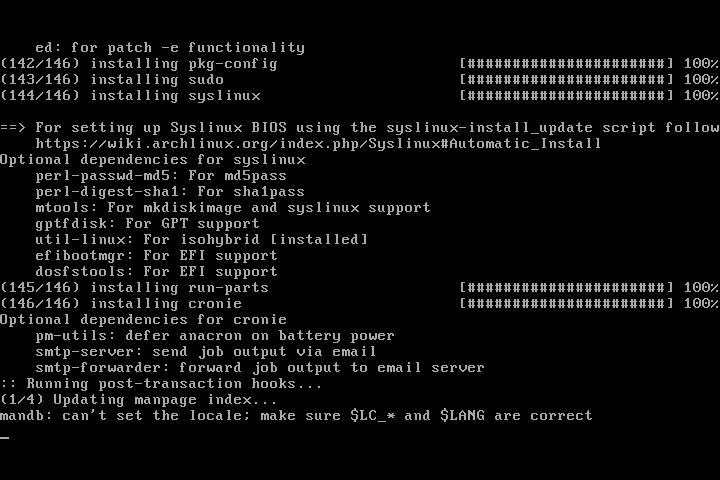 ed: for patch -e functionality
(142/146) installing pkg-config [######################] 100%
(143/146) installing sudo [######################] 100%
(144/146) installing syslinux [######################] 100%
==> For setting up Syslinux BIOS using the syslinux-install_update script follow
https://wiki.archlinux.org/index.php/Syslinux#Automatic_Install
Optional dependencies for syslinux
perl-passwd-md5: For md5pass
perl-digest-sha1: For sha1pass
mtools: For mkdiskimage and syslinux support
gptfdisk: For GPT support
util-linux: For isohybrid [installed]
efibootmgr: For EFI support
dosfstools: For EFI support
(145/146) installing run-parts [######################] 100%
(146/146) installing cronie [######################] 100%
Optional dependencies for cronie
pm-utils: defer anacron on battery power
smtp-server: send job output via email
smtp-forwarder: forward job output to email server
:: Running post-transaction hooks...
(1/4) Updating manpage index...
mandb: can't set the locale; make sure $LC_* and $LANG are correct